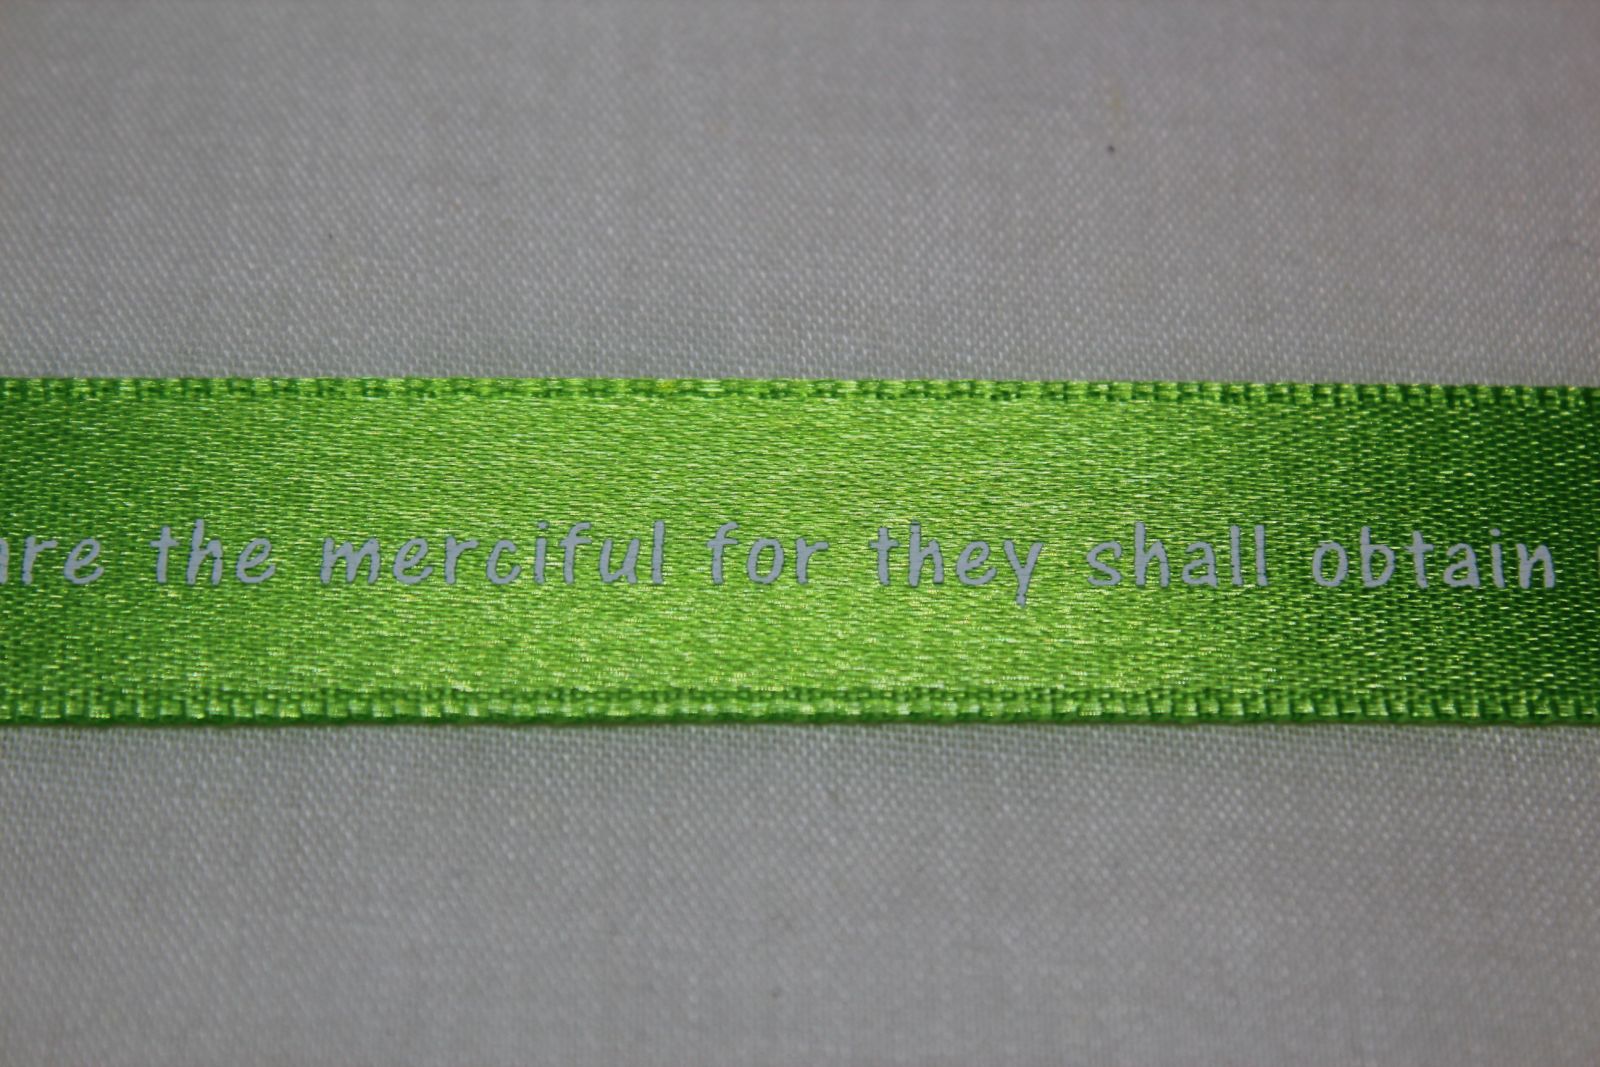 are the merciful for they shall obtain